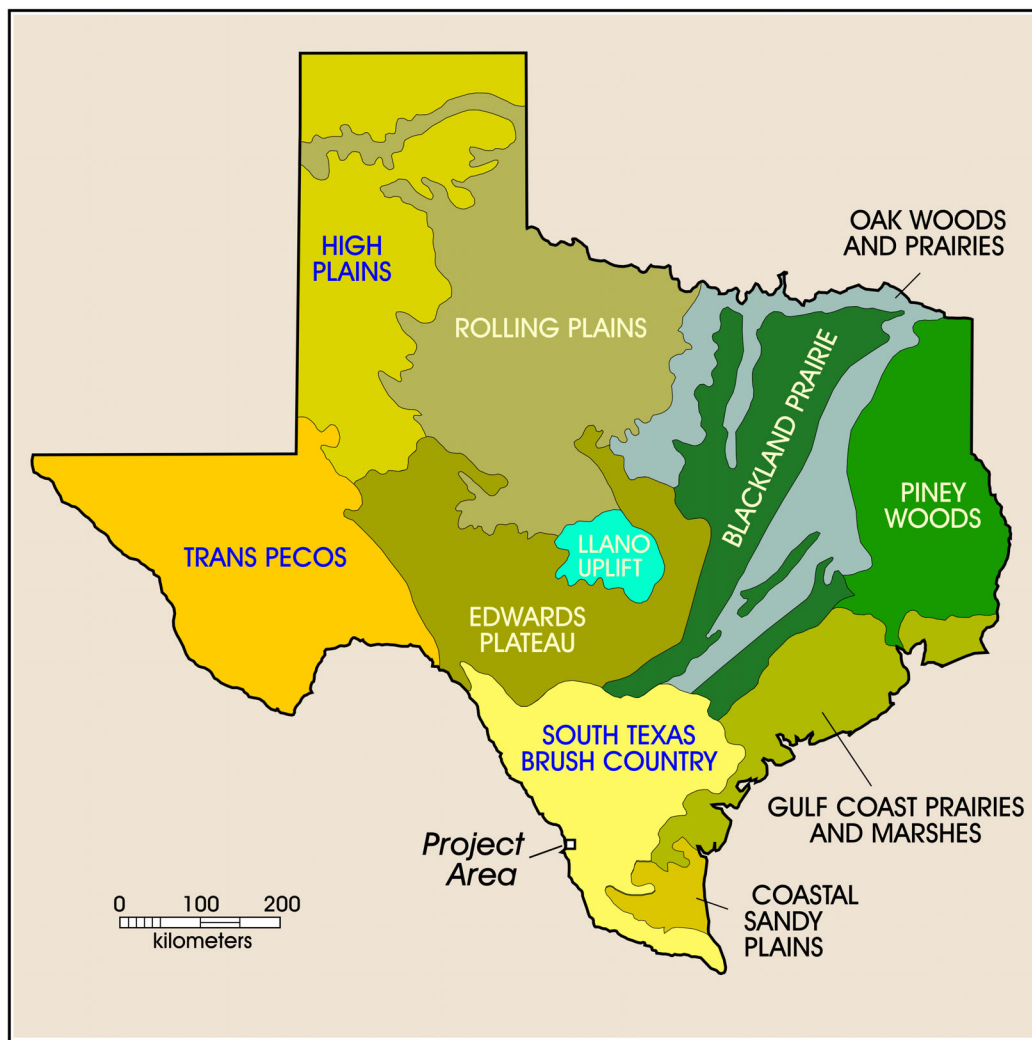 OAK WOODS
AND PRAIRIES
HIGH
PLAINS
ROLLING PLAINS
BLACKLAND PRAIRIE
PINEY
WOODS
TRANS PECOS
LLANO
UPLIFT
EDWARDS
PLATEAU
SOUTH TEXAS
BRUSH COUNTRY
GULF COAST PRAIRIES
AND MARSHES
Project
Area
COASTAL
SANDY
PLAINS
0 100 200
kilometers